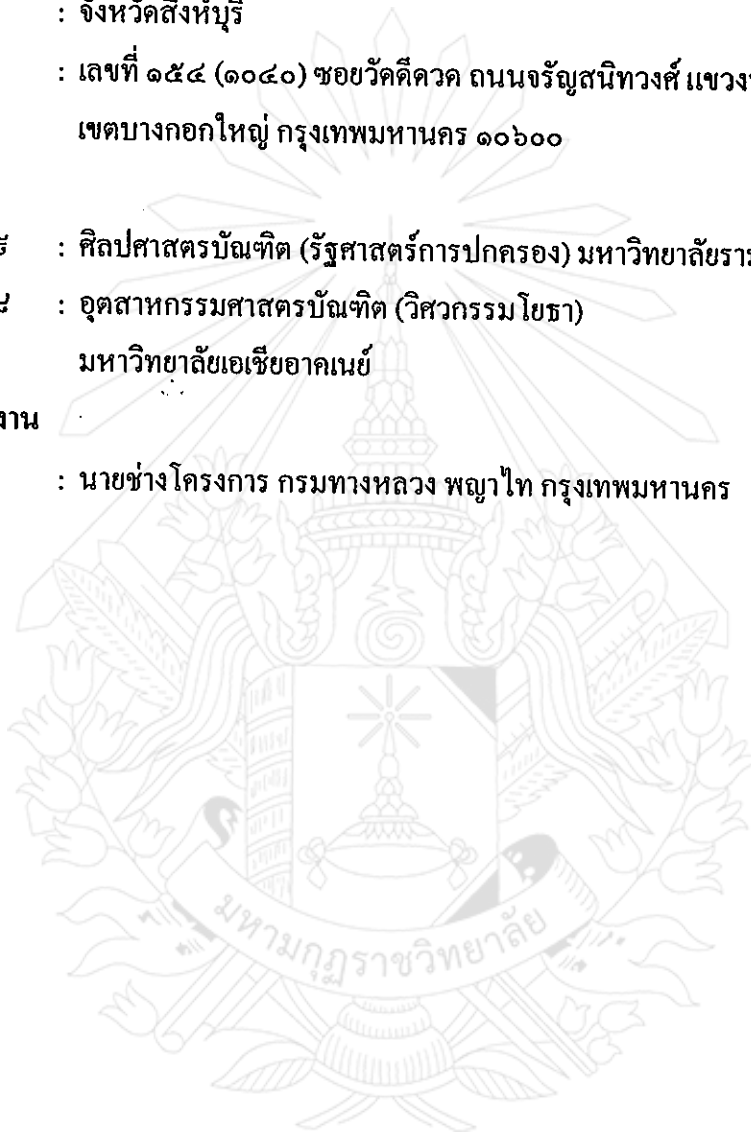 : จังหวัดสิงห์บุรี
: เลขที่ ๑๕๔ (๑๐๔๐) ซอยวัดดีดวด ถนนจรัญสนิทวงศ์ แขวง
เขตบางกอกใหญ่ กรุงเทพมหานคร ๑๐๖๐๐
: ศิลปศาสตรบัณฑิต (รัฐศาสตร์การปกครอง) มหาวิทยาลัยราม
๘ : อุตสาหกรรมศาสตรบัณฑิต (วิศวกรรมโยธา)
มหาวิทยาลัยเอเชียอาคเนย์
งาน
: นายช่างโครงการ กรมทางหลวง พญาไท กรุงเทพมหานคร
มหามกุฏราชวิทยาลัย